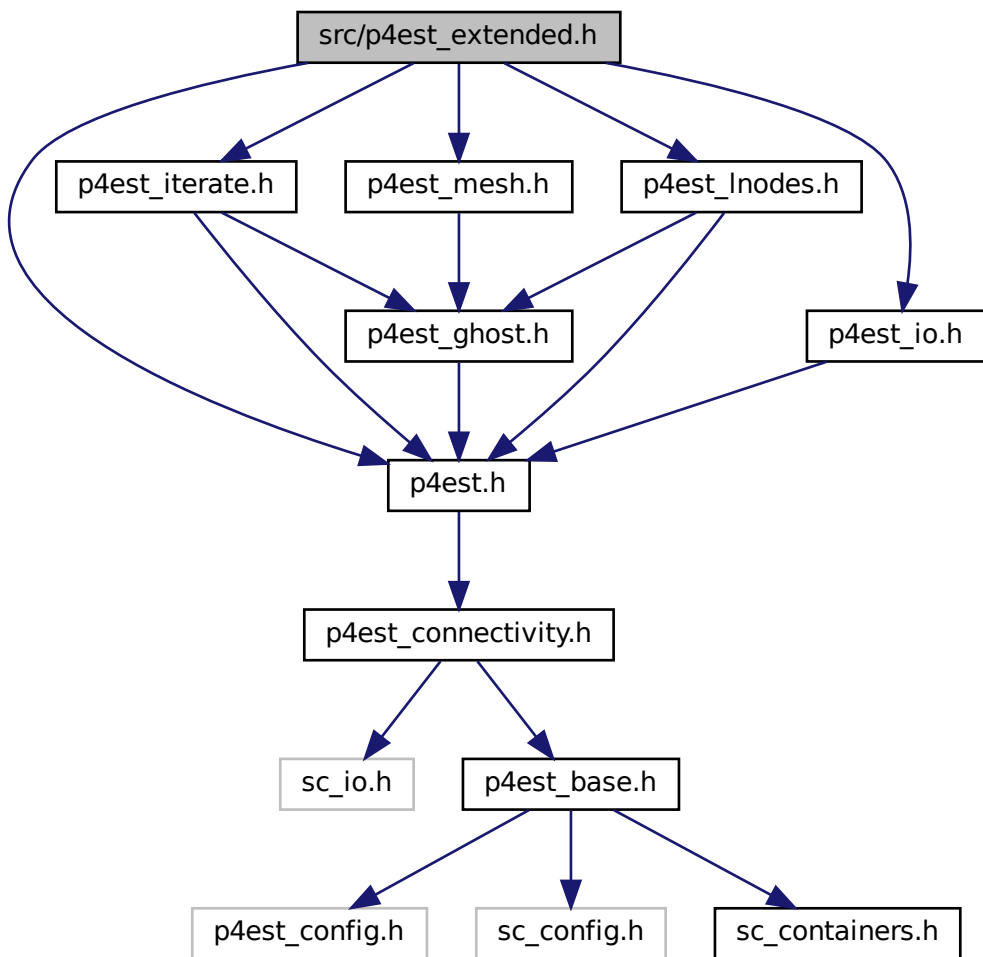 src/p4est_extended.h
p4est_iterate.h
p4est_mesh.h
p4est_lnodes.h
p4est_ghost.h
p4est_io.h
p4est.h
p4est_connectivity.h
sc_io.h
p4est_base.h
p4est_config.h
sc_config.h
sc_containers.h